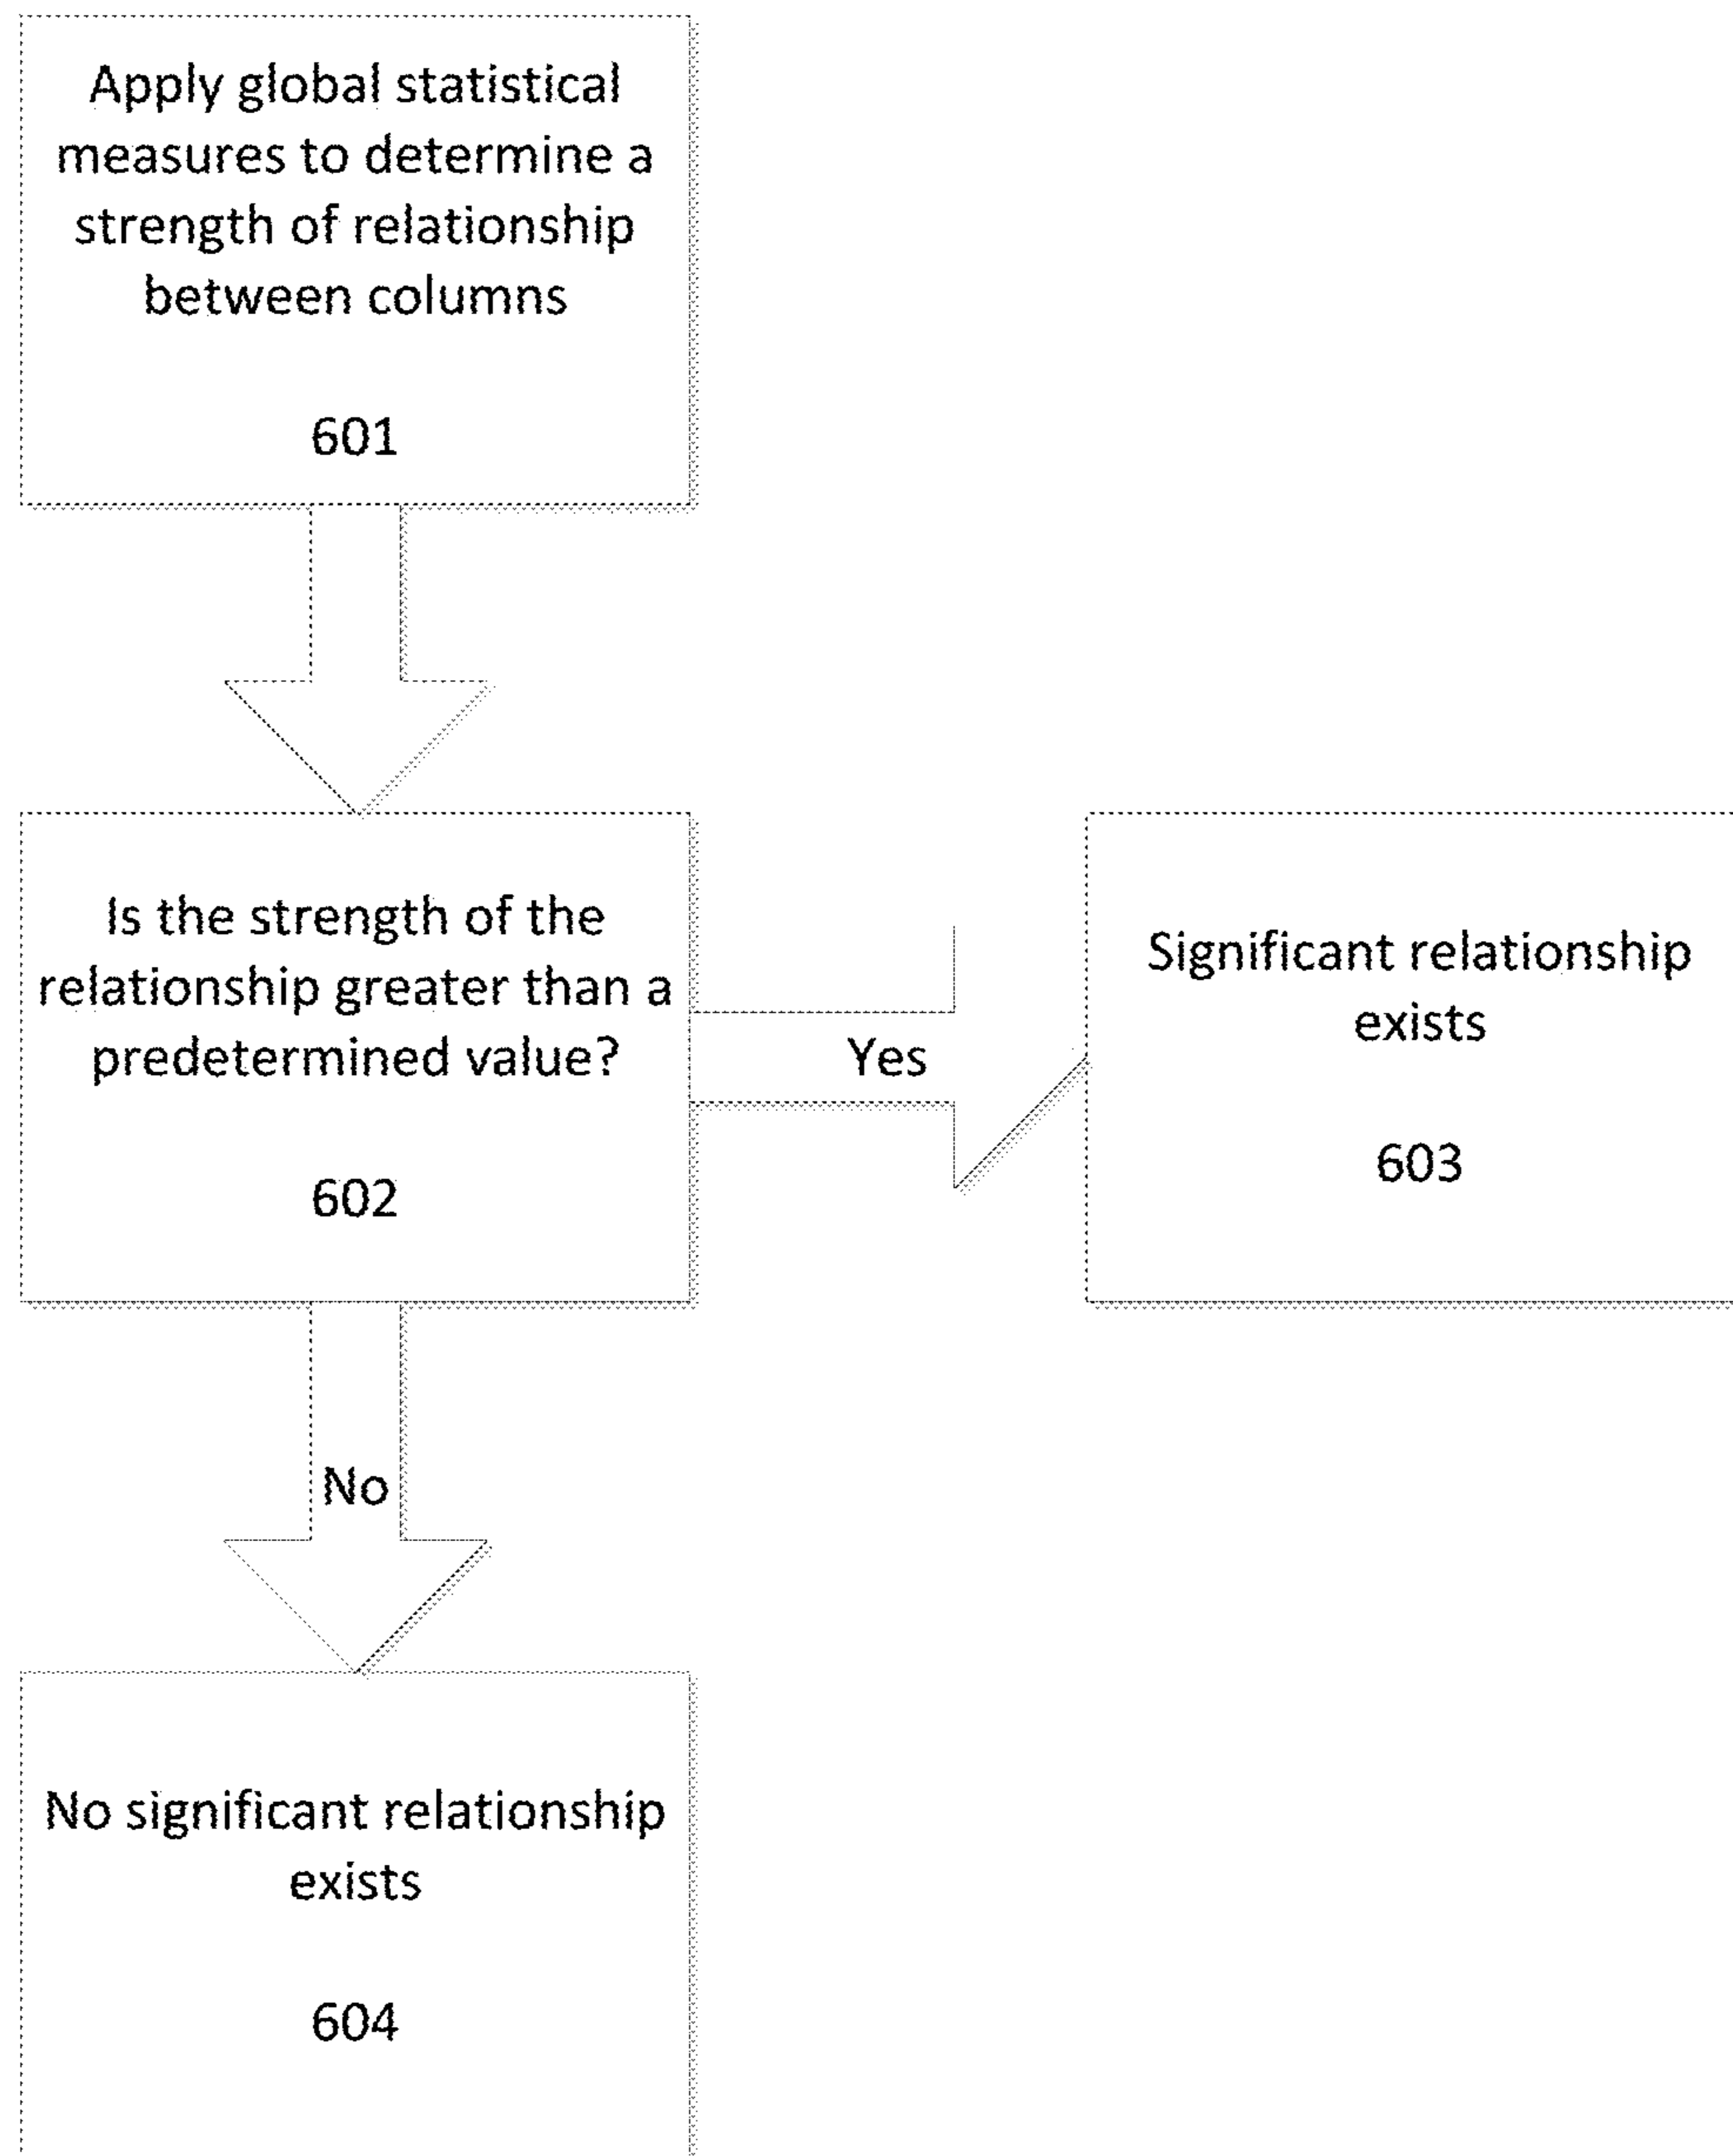 Apply global statistical
measures to determine a
strength of relationship
between columns
601
Is the strength of the
relationship greater than a
predetermined value?
602
Yes
Significant relationship
exists
603
No
No significant relationship
exists
604